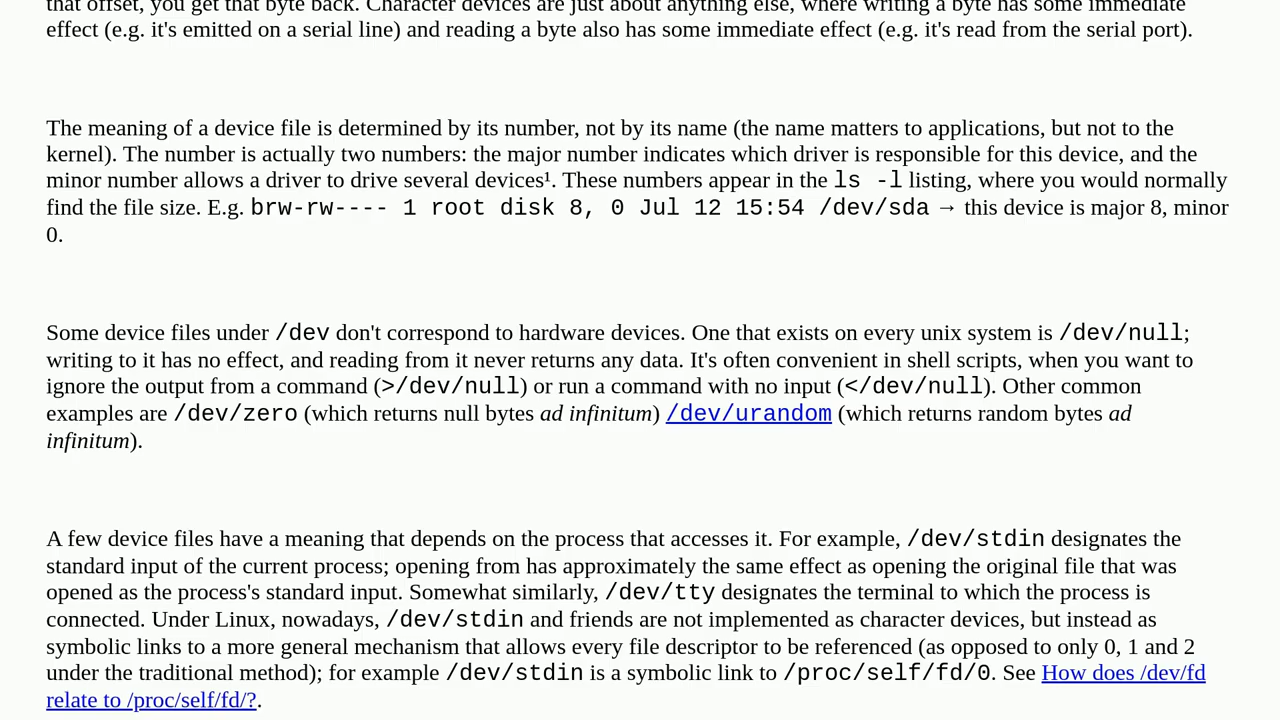 that offset, you get that byte back. Character devices are just about anything else, where writing a byte has some immediate
effect (e.g. it's emitted on a serial line) and reading a byte also has some immediate effect (e.g. it's read from the serial port).
The meaning of a device file is determined by its number, not by its name (the name matters to applications, but not to the
kernel). The number is actually two numbers: the major number indicates which driver is responsible for this device, and the
minor number allows a driver to drive several devices¹. These numbers appear in the ls -l listing, where you would normally
find the file size. E.g. brw-rw---- 1 root disk 8, 0 Jul 12 15:54 /dev/sda → this device is major 8, minor
0.
Some device files under /dev don't correspond to hardware devices. One that exists on every unix system is /dev/null;
writing to it has no effect, and reading from it never returns any data. It's often convenient in shell scripts, when you want to
ignore the output from a command (>/dev/null) or run a command with no input (</dev/null). Other common
examples are /dev/zero (which returns null bytes ad infinitum) /dev/urandom (which returns random bytes ad
infinitum).
A few device files have a meaning that depends on the process that accesses it. For example, /dev/stdin designates the
standard input of the current process; opening from has approximately the same effect as opening the original file that was
opened as the process's standard input. Somewhat similarly, /dev/tty designates the terminal to which the process is
connected. Under Linux, nowadays, /dev/stdin and friends are not implemented as character devices, but instead as
symbolic links to a more general mechanism that allows every file descriptor to be referenced (as opposed to only 0, 1 and 2
under the traditional method); for example /dev/stdin is a symbolic link to /proc/self/fd/0. See How does /dev/fd
relate to /proc/self/fd/?.